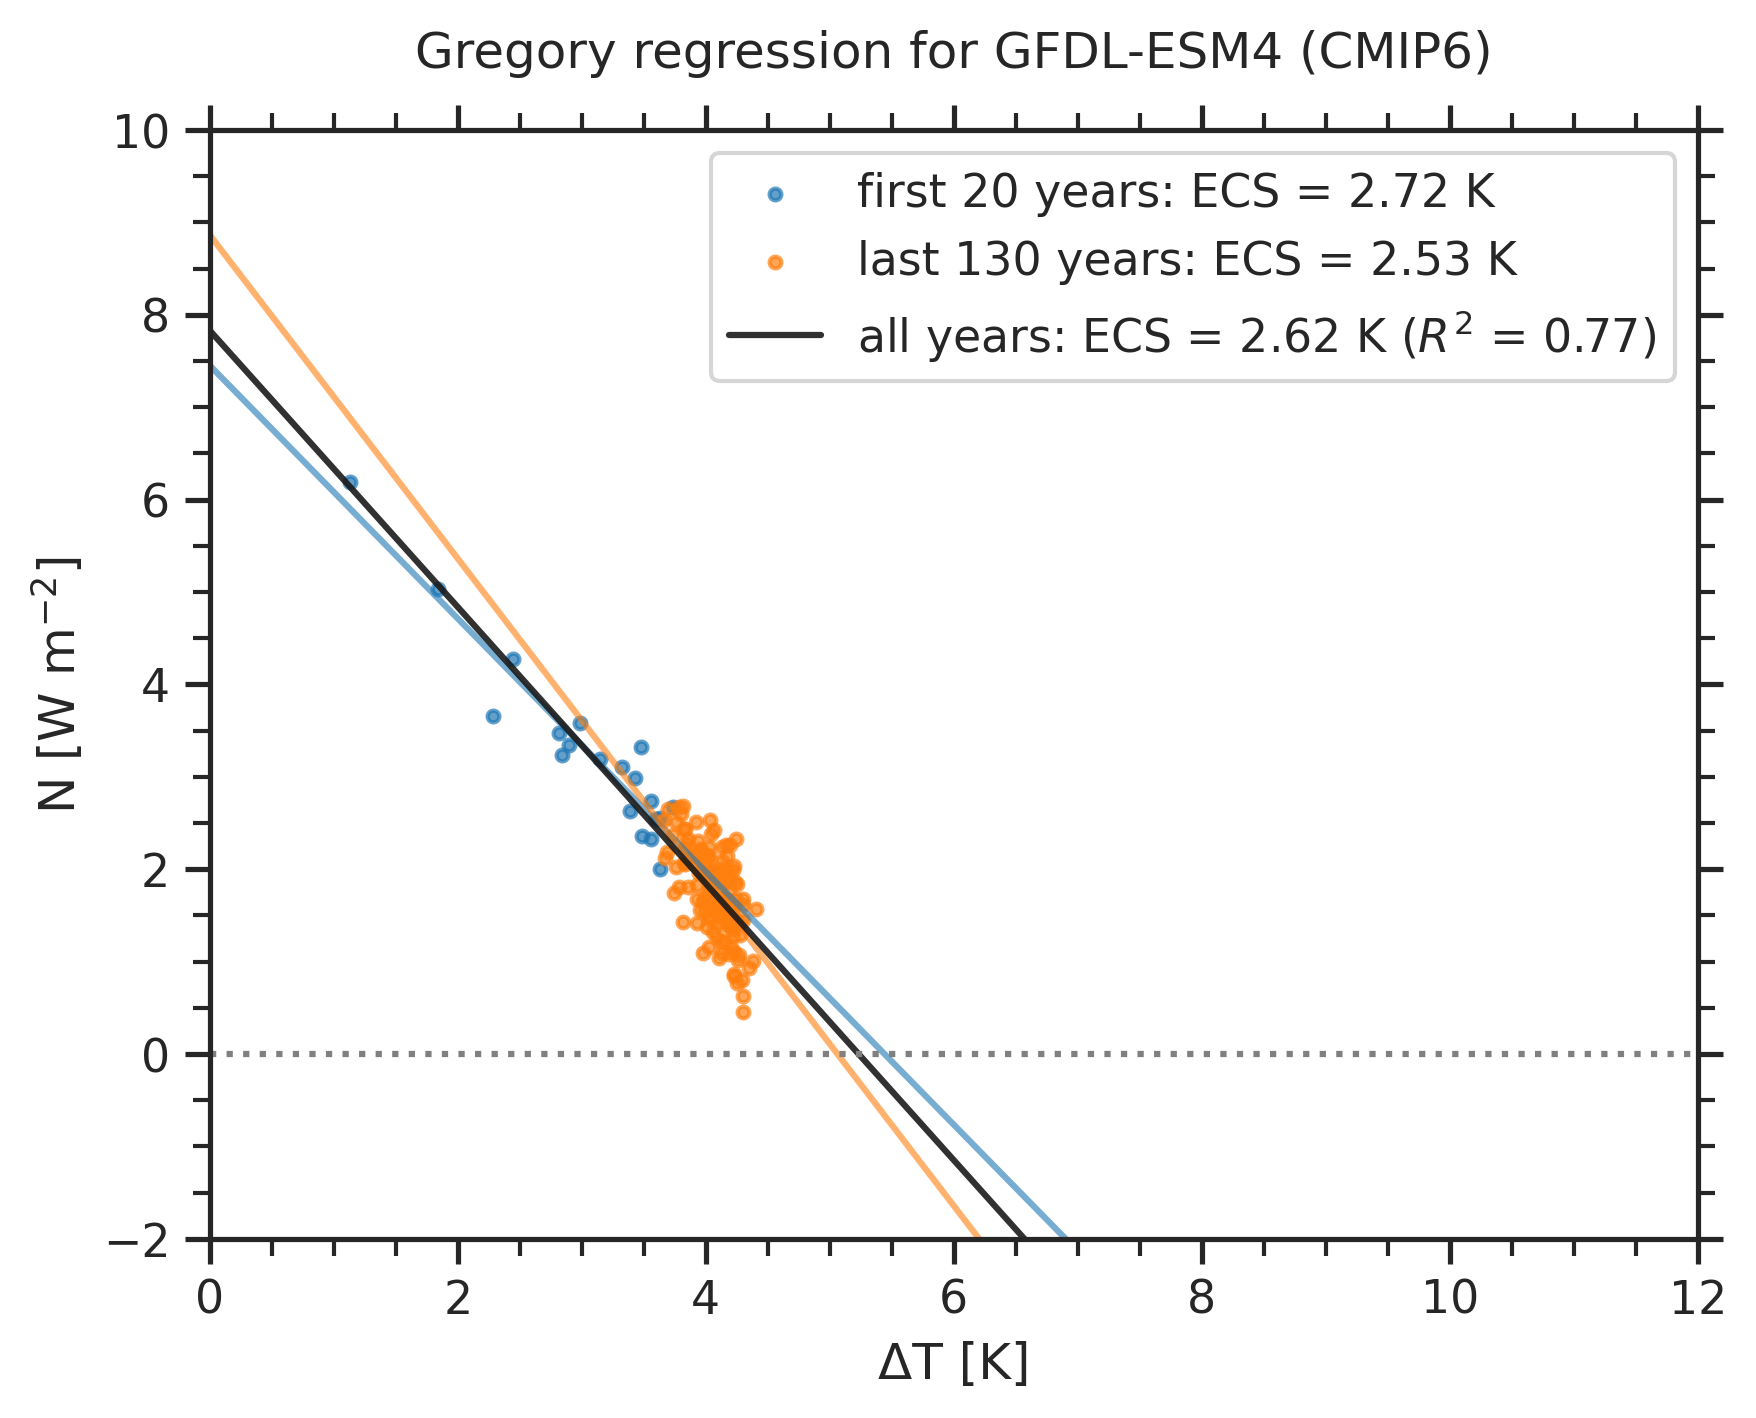 Gregory regression for GFDL-ESM4 (CMIP6)
10
8
6
4
2
0
−2
N [W m⁻²]
first 20 years: ECS = 2.72 K
last 130 years: ECS = 2.53 K
all years: ECS = 2.62 K (R² = 0.77)
0 2 4 6 8 10 12
ΔT [K]